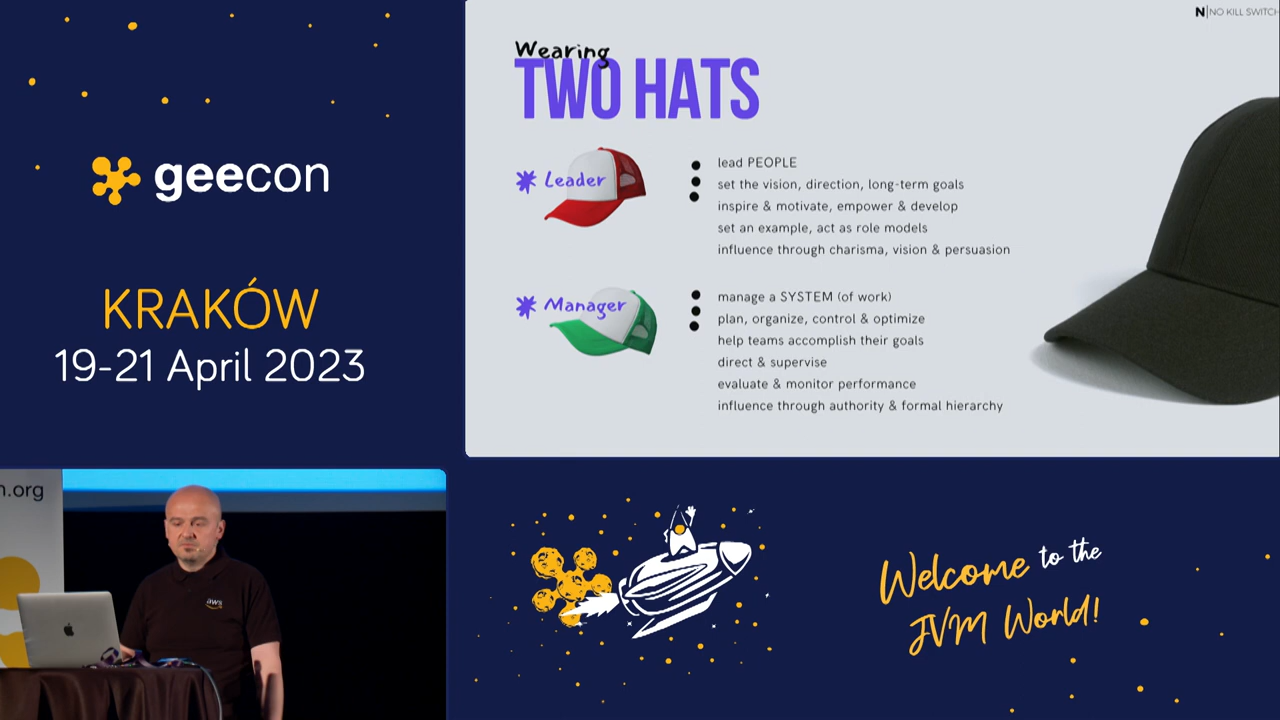 geecon
KRAKÓW
19-21 April 2023
N|NO KILL SWITCH
Wearing
TWO HATS
Leader
lead PEOPLE
set the vision, direction, long-term goals
inspire & motivate, empower & develop
set an example, act as role models
influence through charisma, vision & persuasion
Manager
manage a SYSTEM (of work)
plan, organize, control & optimize
help teams accomplish their goals
direct & supervise
evaluate & monitor performance
influence through authority & formal hierarchy
n.org
aws
Welcome to the
JVM World!